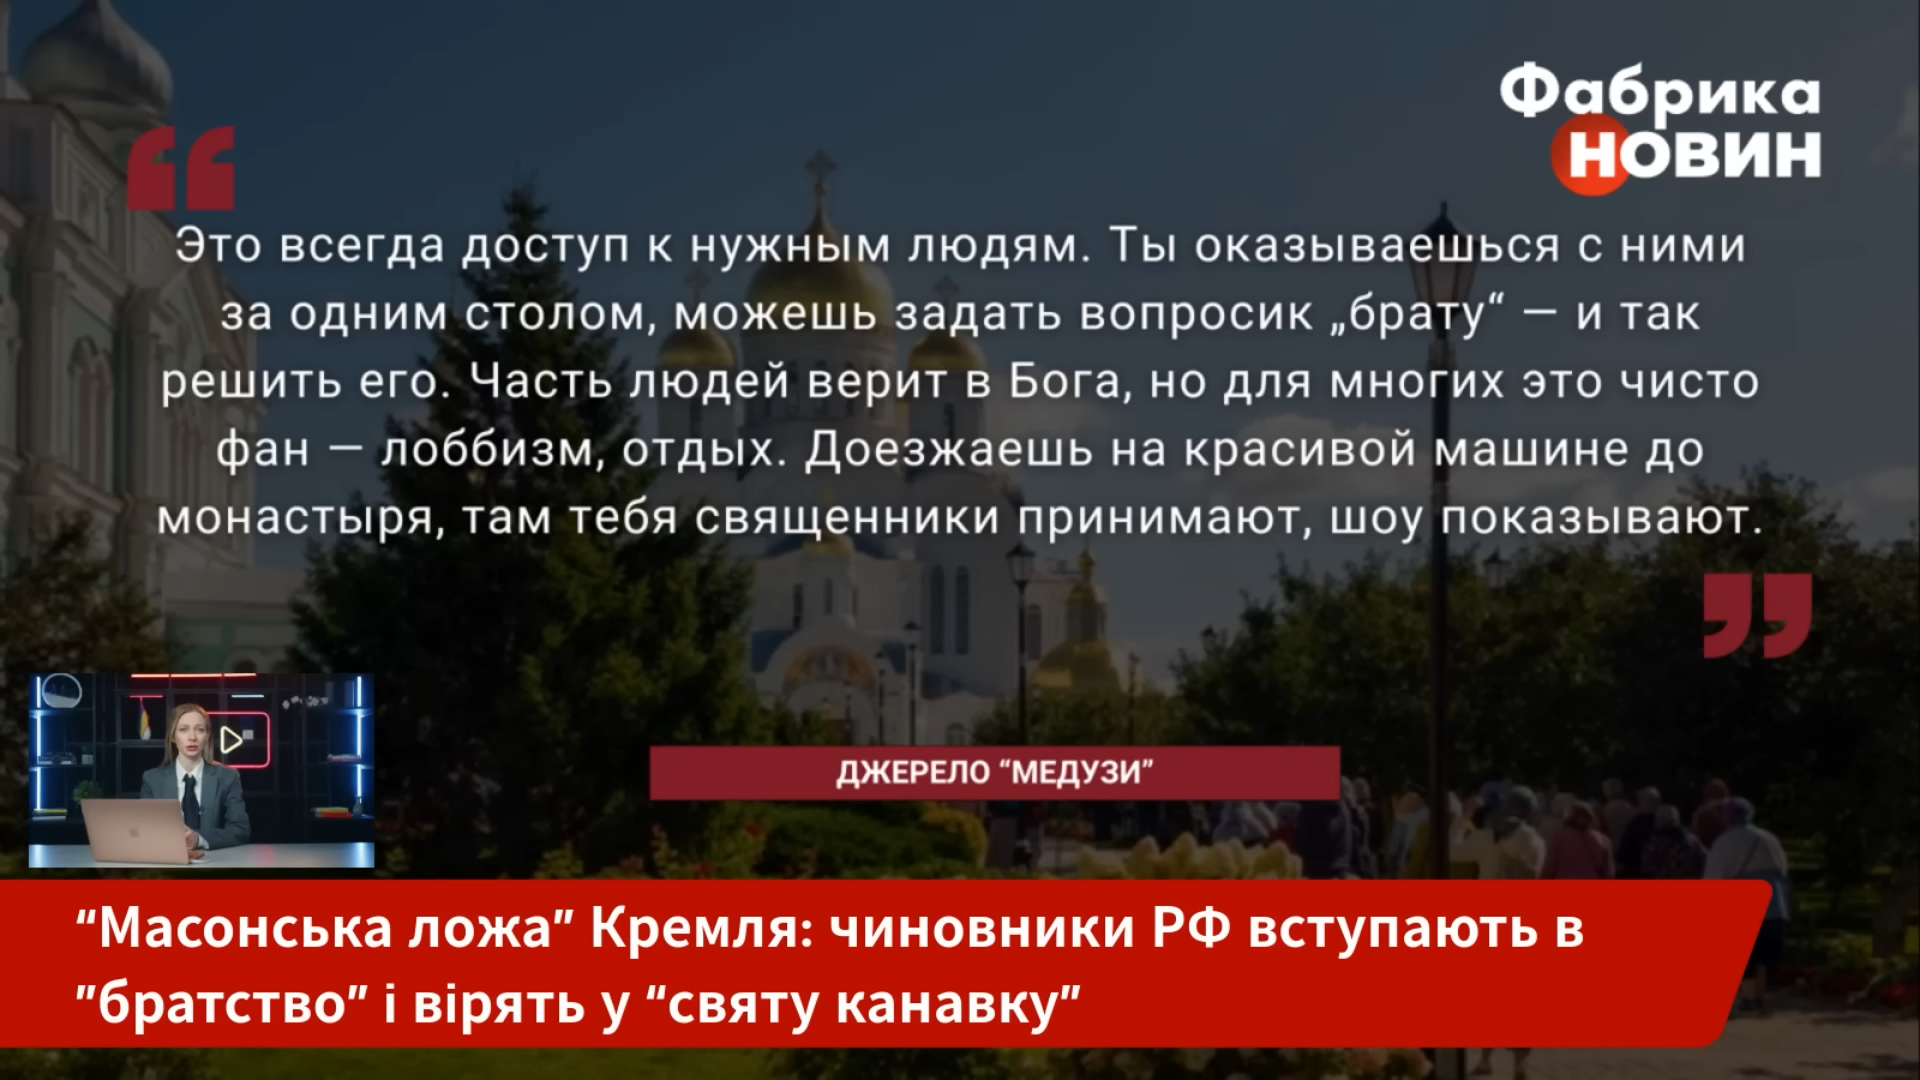 Фабрика
новин
Это всегда доступ к нужным людям. Ты оказываешься с ними
за одним столом, можешь задать вопросик „брату“ — и так
решить его. Часть людей верит в Бога, но для многих это чисто
фан — лоббизм, отдых. Доезжаешь на красивой машине до
монастыря, там тебя священники принимают, шоу показывают.
ДЖЕРЕЛО “МЕДУЗИ”
“Масонська ложа” Кремля: чиновники РФ вступають в
"братство” і вірять у “святу канавку”